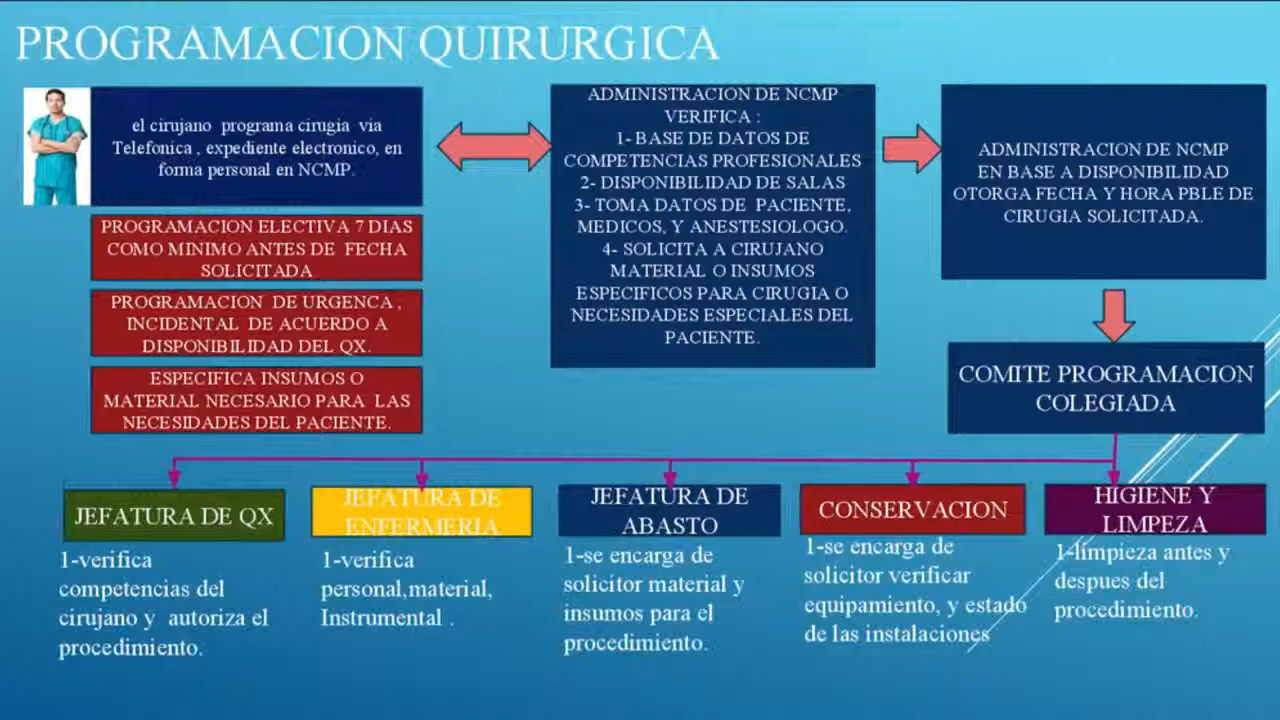 PROGRAMACION QUIRURGICA
el cirujano programa cirugia via
Telefonica , expediente electronico, en
forma personal en NCMP.
PROGRAMACION ELECTIVA 7 DIAS
COMO MINIMO ANTES DE FECHA
SOLICITADA
PROGRAMACION DE URGENCA ,
INCIDENTAL DE ACUERDO A
DISPONIBILIDAD DEL QX.
ESPECIFICA INSUMOS O
MATERIAL NECESARIO PARA LAS
NECESIDADES DEL PACIENTE.
ADMINISTRACION DE NCMP
VERIFICA :
1- BASE DE DATOS DE
COMPETENCIAS PROFESIONALES
2- DISPONIBILIDAD DE SALAS
3- TOMA DATOS DE PACIENTE,
MEDICOS, Y ANESTESIOLOGO.
4- SOLICITA A CIRUJANO
MATERIAL O INSUMOS
ESPECIFICOS PARA CIRUGIA O
NECESIDADES ESPECIALES DEL
PACIENTE.
ADMINISTRACION DE NCMP
EN BASE A DISPONIBILIDAD
OTORGA FECHA Y HORA PBLE DE
CIRUGIA SOLICITADA.
COMITE PROGRAMACION
COLEGIADA
JEFATURA DE QX
1-verifica
competencias del
cirujano y autoriza el
procedimiento.
JEFATURA DE
ENFERMERIA
1-verifica
personal,material,
Instrumental .
JEFATURA DE
ABASTO
1-se encarga de
solicitor material y
insumos para el
procedimiento.
CONSERVACION
1-se encarga de
solicitor verificar
equipamiento, y estado
de las instalaciones
HIGIENE Y
LIMPEZA
1-limpieza antes y
despues del
procedimiento.